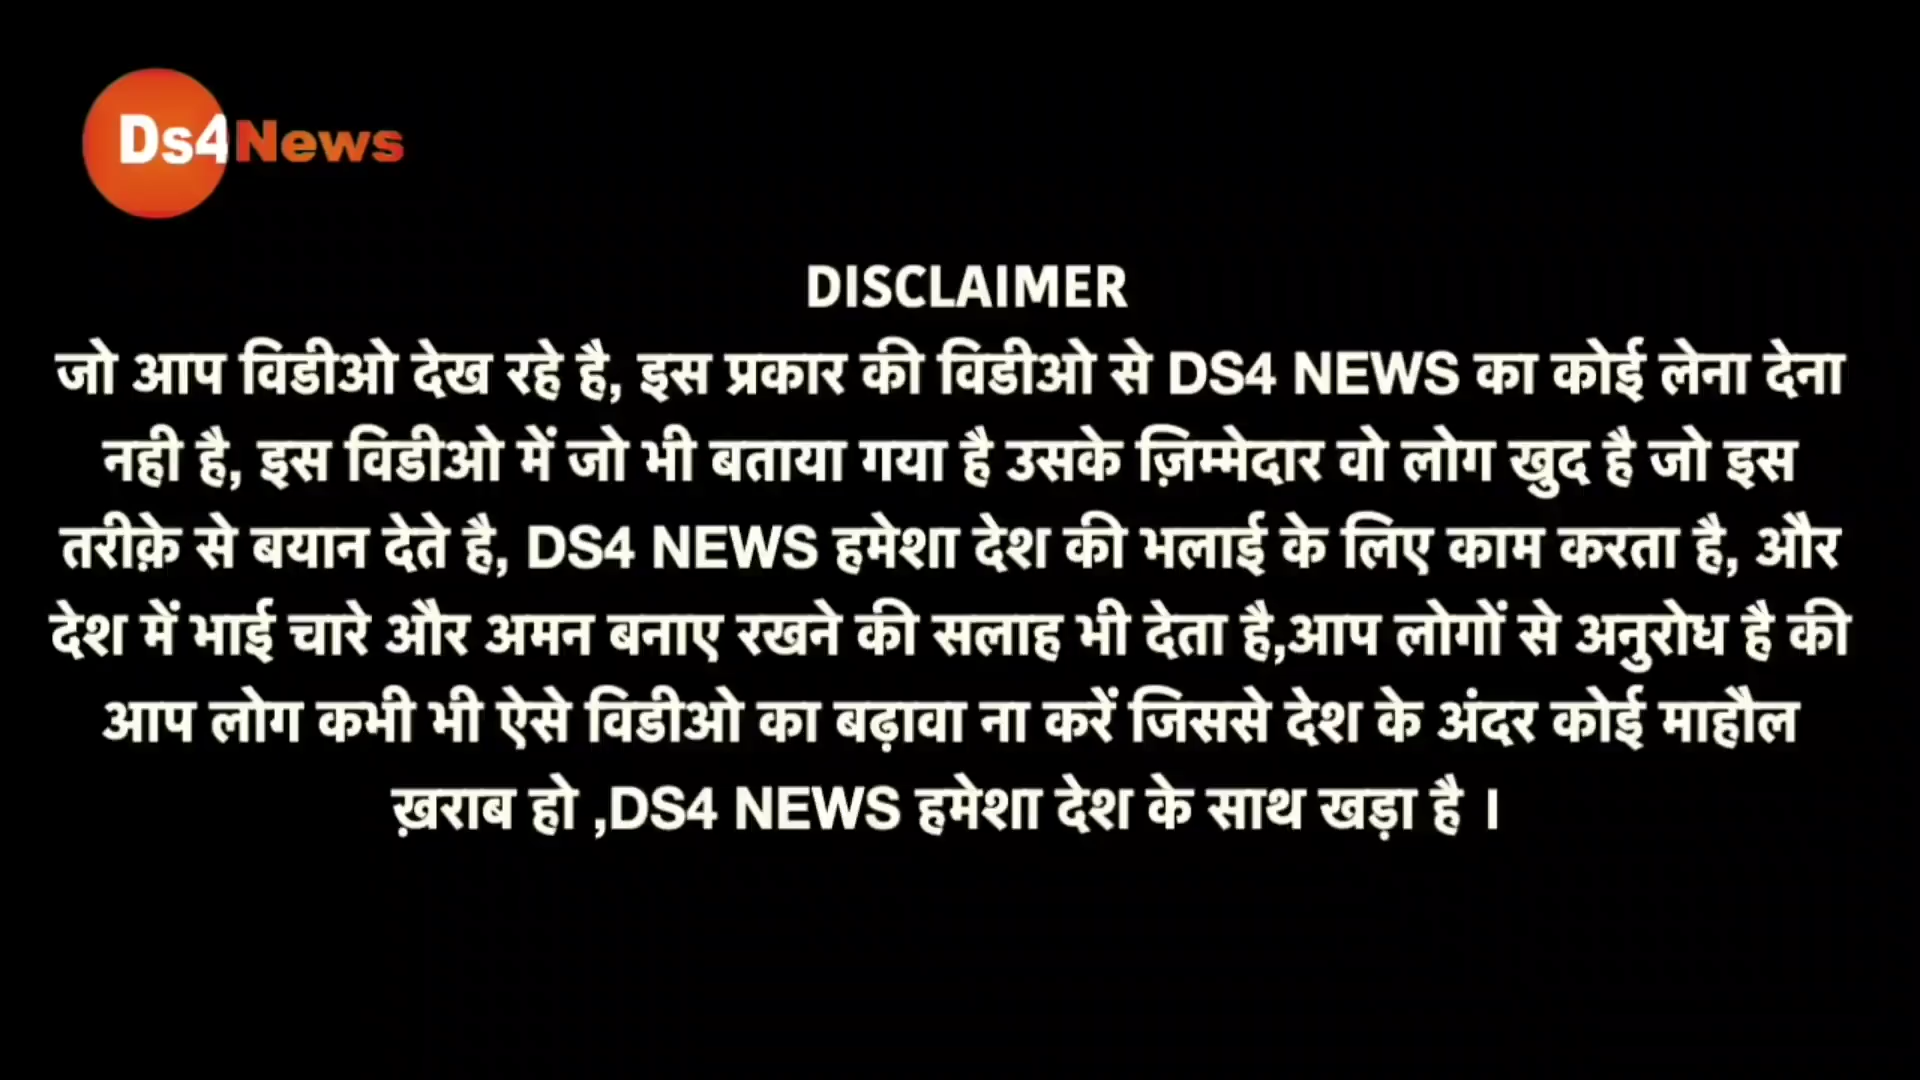 Ds4News
DISCLAIMER
जो आप विडीओ देख रहे है, इस प्रकार की विडीओ से DS4 NEWS का कोई लेना देना
नही है, इस विडीओ में जो भी बताया गया है उसके ज़िम्मेदार वो लोग खुद है जो इस
तरीक़े से बयान देते है, DS4 NEWS हमेशा देश की भलाई के लिए काम करता है, और
देश में भाई चारे और अमन बनाए रखने की सलाह भी देता है,आप लोगों से अनुरोध है की
आप लोग कभी भी ऐसे विडीओ का बढ़ावा ना करें जिससे देश के अंदर कोई माहौल
ख़राब हो ,DS4 NEWS हमेशा देश के साथ खड़ा है ।